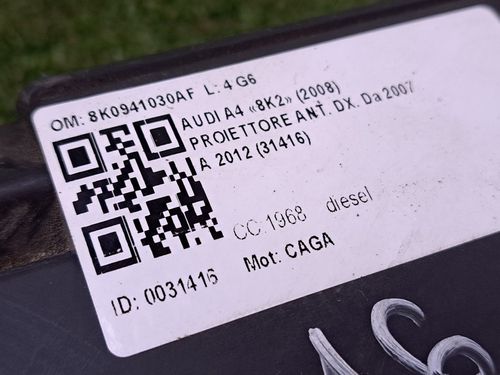 OM: 8K0941030AF L: 4 G6
AUDI A4 «8K2» (2008)
PROIETTORE ANT. DX. Da 2007
A 2012 (31416)
CC 1968 diesel
ID: 0031416 Mot: CAGA